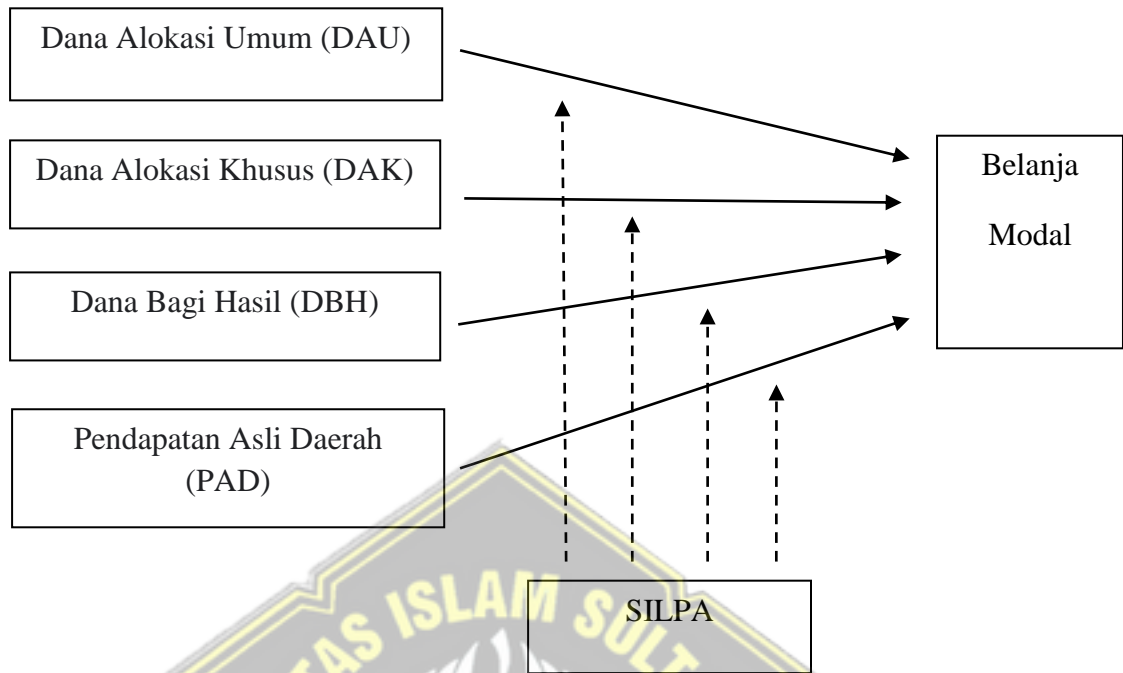 Dana Alokasi Umum (DAU)
Dana Alokasi Khusus (DAK)
Belanja
Modal
Dana Bagi Hasil (DBH)
Pendapatan Asli Daerah
(PAD)
SILPA
ISLAM